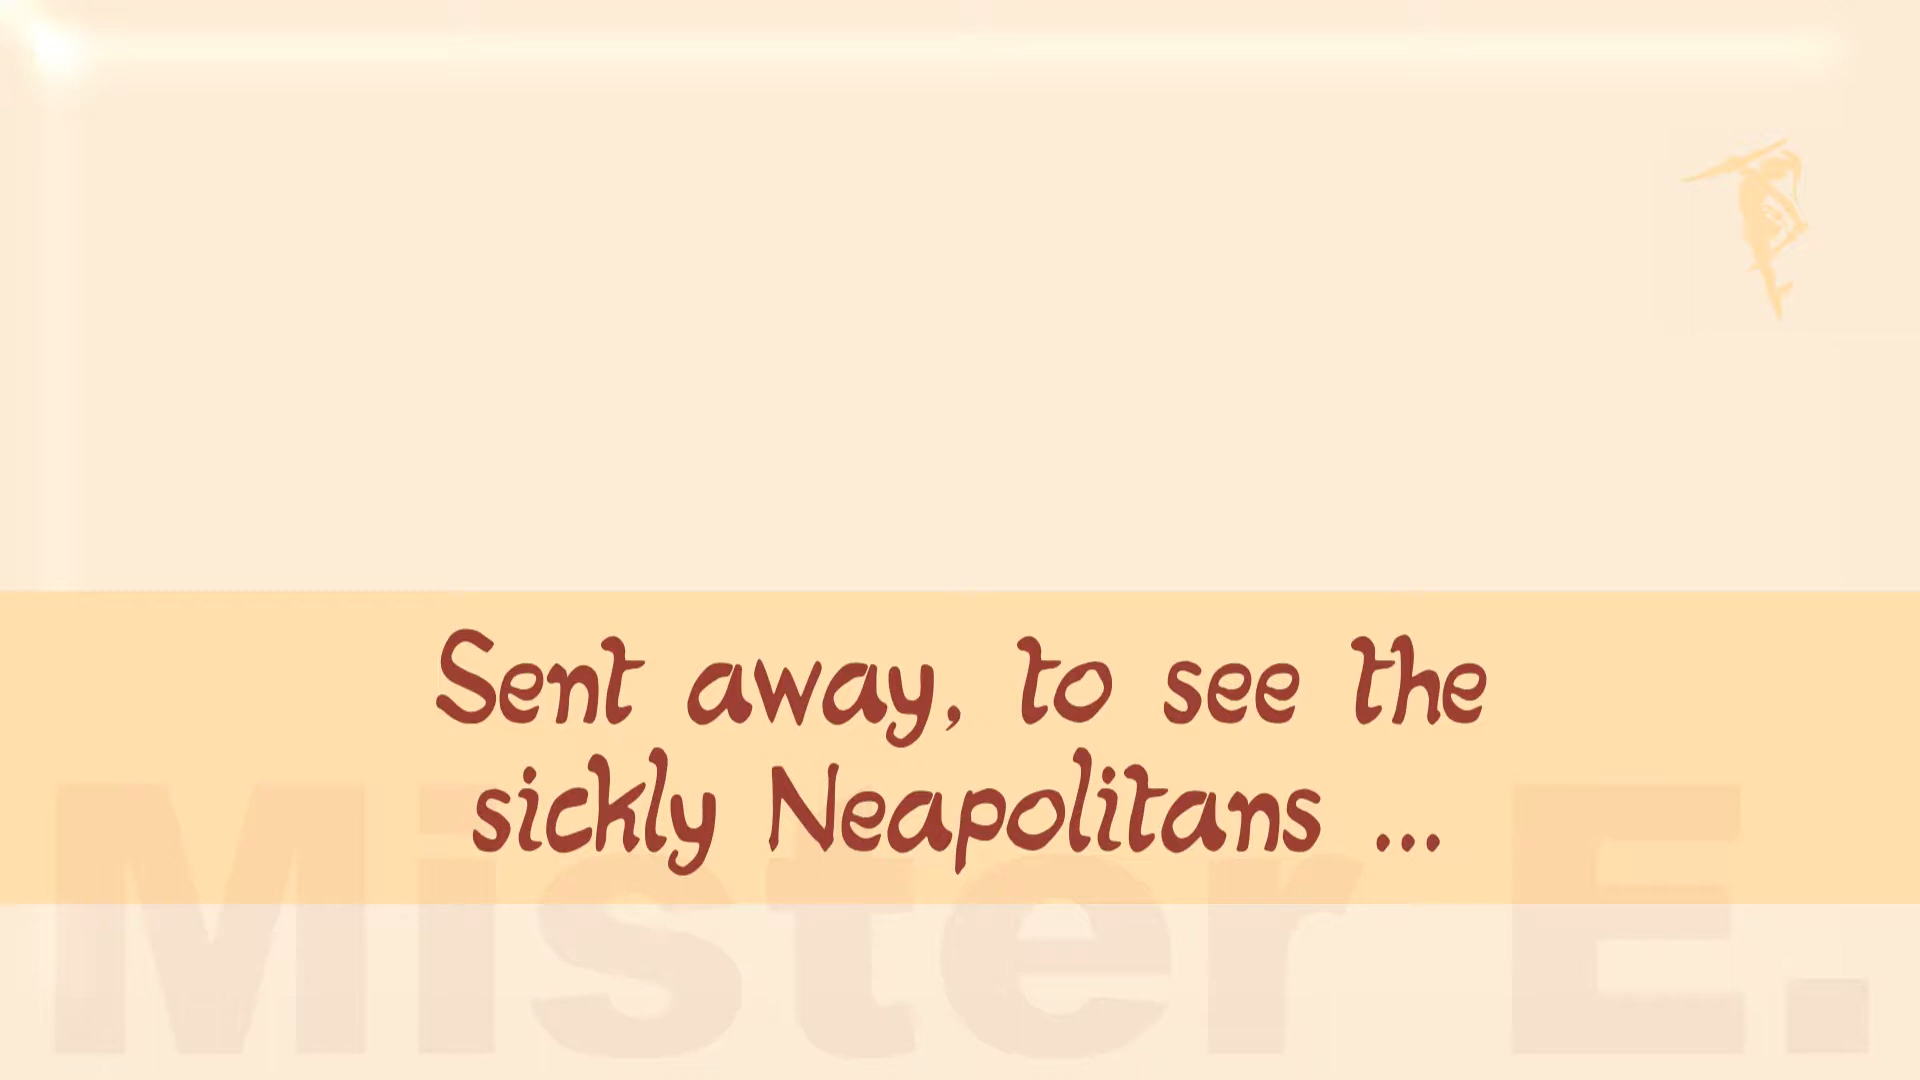 Sent away, to see the
sickly Neapolitans ...
Mister E.